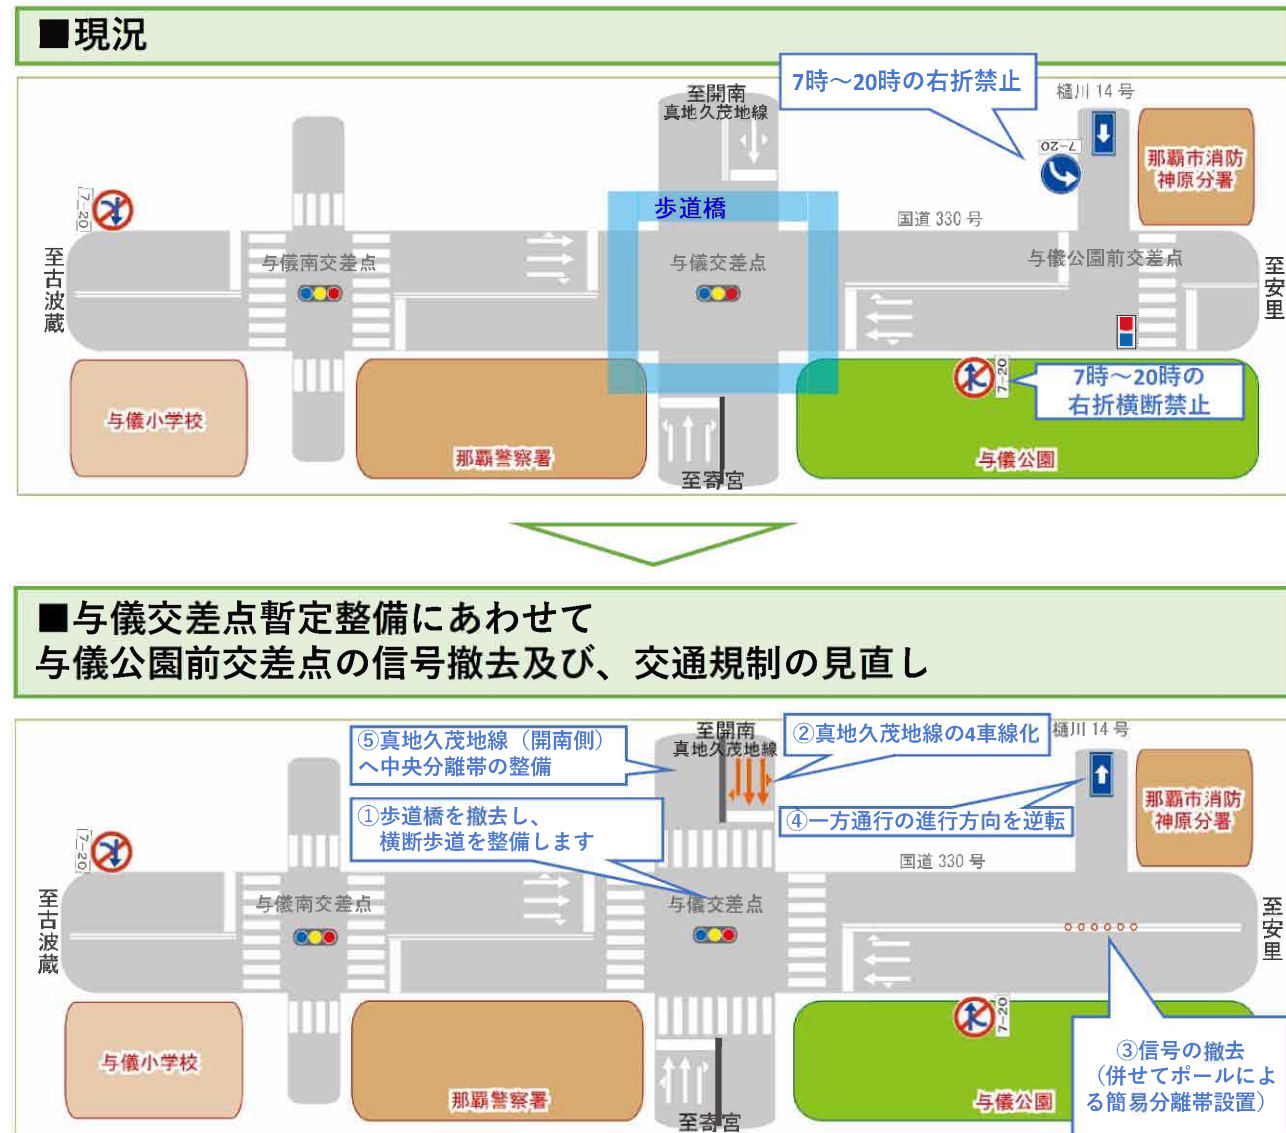 ■現況
7時～20時の右折禁止
至開南
真地久茂地線
樋川 14 号
7-20
那覇市消防
神原分署
7-20
歩道橋
国道 330 号
至古波蔵
与儀南交差点
与儀交差点
与儀公園前交差点
至安里
7-20
7時～20時の
右折横断禁止
与儀小学校
那覇警察署
与儀公園
至寄宮
■与儀交差点暫定整備にあわせて
与儀公園前交差点の信号撤去及び、交通規制の見直し
⑤真地久茂地線（開南側）
へ中央分離帯の整備
至開南
真地久茂地線
②真地久茂地線の4車線化
樋川 14 号
①歩道橋を撤去し、
横断歩道を整備します
④一方通行の進行方向を逆転
那覇市消防
神原分署
7-20
国道 330 号
至古波蔵
与儀南交差点
与儀交差点
至安里
7-20
③信号の撤去
（併せてポールによ
る簡易分離帯設置）
与儀小学校
那覇警察署
与儀公園
至寄宮